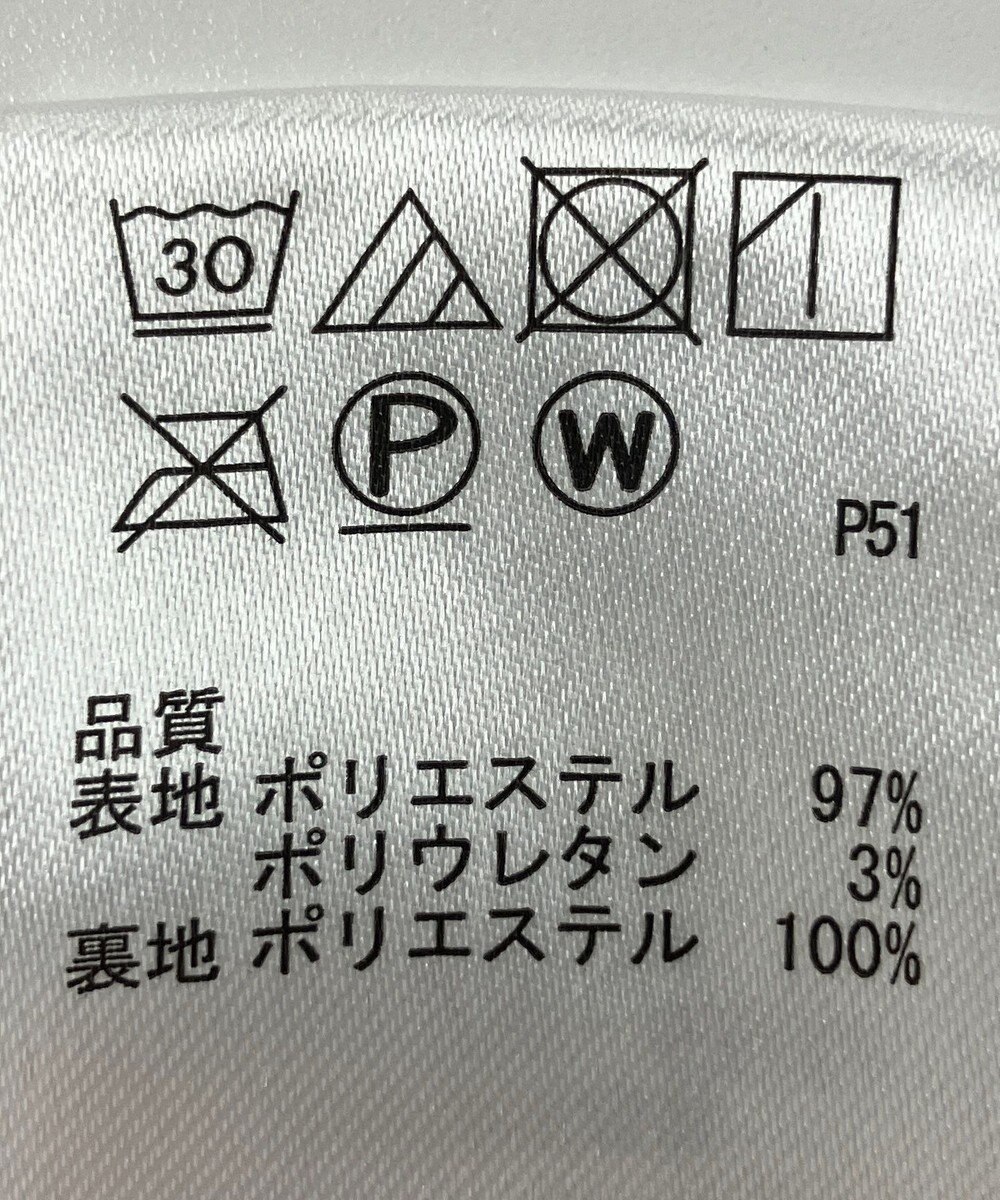 30
P W
P51
品質
表地 ポリエステル 97%
ポリウレタン 3%
裏地 ポリエステル 100%